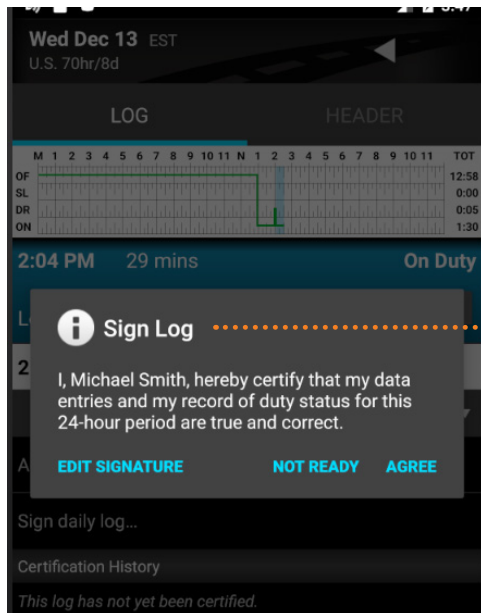 Wed Dec 13 EST
U.S. 70hr/8d
LOG HEADER
M 1 2 3 4 5 6 7 8 9 10 11 N 1 2 3 4 5 6 7 8 9 10 11 TOT
OF 12:58
SL 0:00
DR 0:05
ON 1:30
2:04 PM 29 mins On Duty
Sign Log
I, Michael Smith, hereby certify that my data
entries and my record of duty status for this
24-hour period are true and correct.
EDIT SIGNATURE NOT READY AGREE
Sign daily log...
Certification History
This log has not yet been certified.